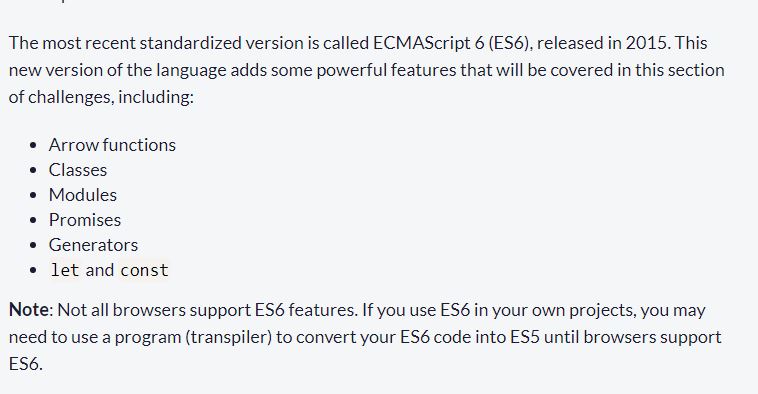 The most recent standardized version is called ECMAScript 6 (ES6), released in 2015. This
new version of the language adds some powerful features that will be covered in this section
of challenges, including:
• Arrow functions
• Classes
• Modules
• Promises
• Generators
• let and const
Note: Not all browsers support ES6 features. If you use ES6 in your own projects, you may
need to use a program (transpiler) to convert your ES6 code into ES5 until browsers support
ES6.